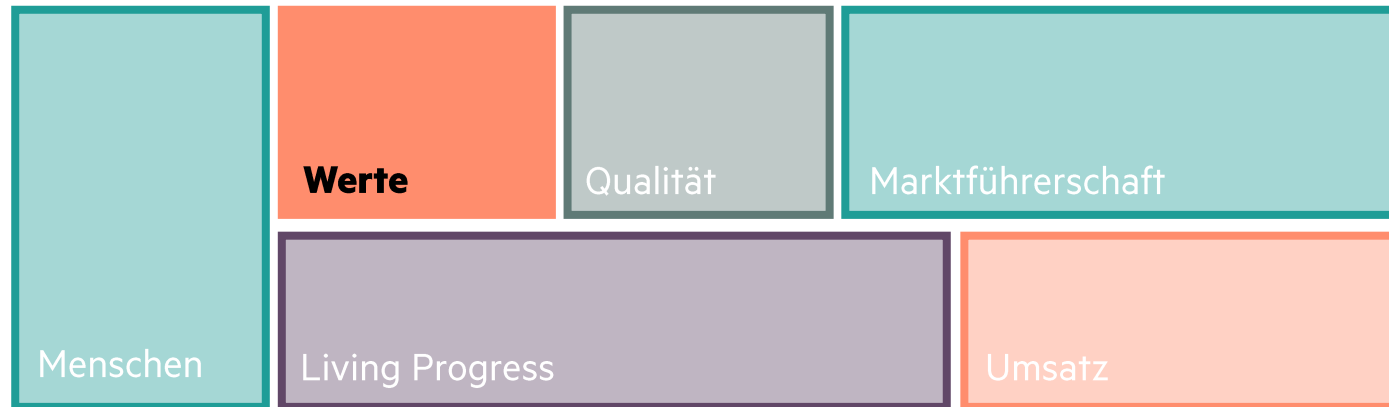 Werte
Qualität
Marktführerschaft
Menschen
Living Progress
Umsatz